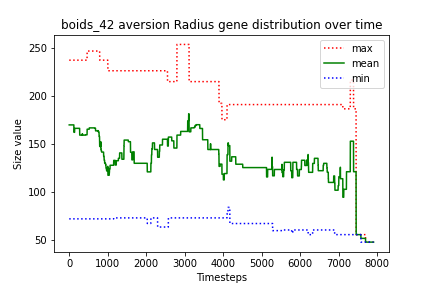 boids_42 aversion Radius gene distribution over time
max
mean
min
Size value
250
200
150
100
50
0 1000 2000 3000 4000 5000 6000 7000 8000
Timesteps